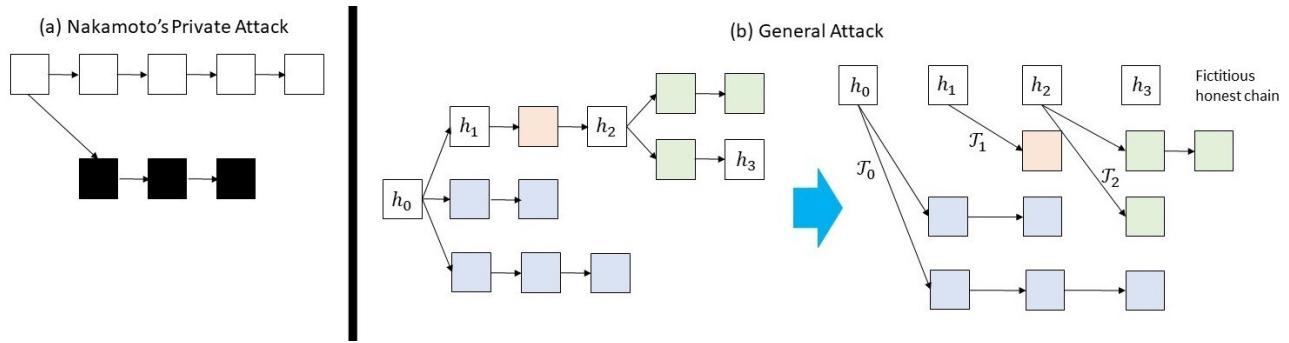 (a) Nakamoto's Private Attack
(b) General Attack
h₁
h₂
h₀
h₃
h₀
h₁
h₂
h₃
Fictitious
honest chain
𝒯₁
𝒯₀
𝒯₂